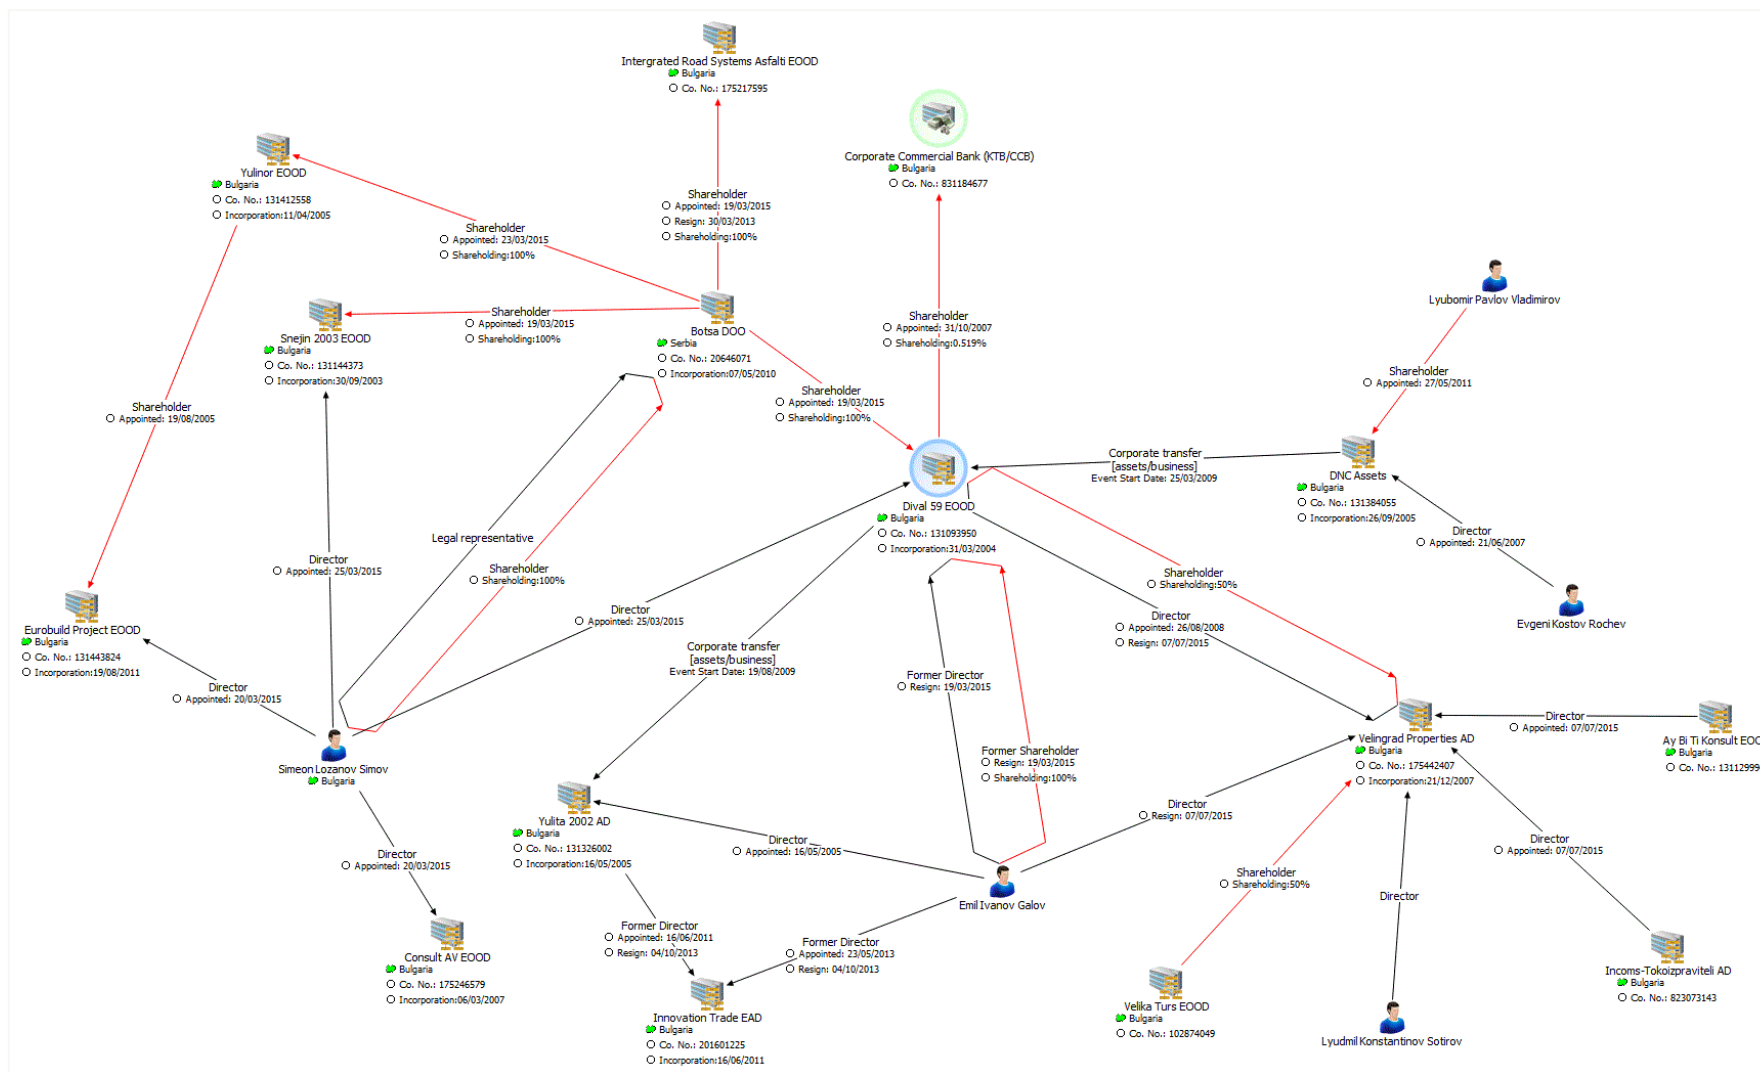 Intergrated Road Systems Asfalti EOOD
Bulgaria
Co. No.: 175217595
Corporate Commercial Bank (KTB/CCB)
Bulgaria
Co. No.: 831184677
Yulinor EOOD
Bulgaria
Co. No.: 131412558
Incorporation:11/04/2005
Shareholder
Appointed: 19/03/2015
Resign: 30/03/2013
Shareholding:100%
Shareholder
Appointed: 23/03/2015
Shareholding:100%
Lyubomir Pavlov Vladimirov
Snejin 2003 EOOD
Bulgaria
Co. No.: 131144373
Incorporation:30/09/2003
Shareholder
Appointed: 19/03/2015
Shareholding:100%
Botsa DOO
Serbia
Co. No.: 20646071
Incorporation:07/05/2010
Shareholder
Appointed: 31/10/2007
Shareholding:0.519%
Shareholder
Appointed: 27/05/2011
Shareholder
Appointed: 19/08/2005
Shareholder
Appointed: 19/03/2015
Shareholding:100%
Corporate transfer
[assets/business]
Event Start Date: 25/03/2009
DNC Assets
Bulgaria
Co. No.: 131384055
Incorporation:26/09/2005
Dival 59 EOOD
Bulgaria
Co. No.: 131093950
Incorporation:31/03/2004
Legal representative
Director
Appointed: 21/06/2007
Director
Appointed: 25/03/2015
Shareholder
Shareholding:100%
Shareholder
Shareholding:50%
Eurobuild Project EOOD
Bulgaria
Co. No.: 131443824
Incorporation:19/08/2011
Director
Appointed: 25/03/2015
Director
Appointed: 26/08/2008
Resign: 07/07/2015
Evgeni Kostov Rochev
Corporate transfer
[assets/business]
Event Start Date: 19/08/2009
Former Director
Resign: 19/03/2015
Director
Appointed: 20/03/2015
Former Shareholder
Resign: 19/03/2015
Shareholding:100%
Velingrad Properties AD
Bulgaria
Co. No.: 175442407
Incorporation:21/12/2007
Director
Appointed: 07/07/2015
Ay Bi Ti Konsult EOO
Bulgaria
Co. No.: 13112999
Simeon Lozanov Simov
Bulgaria
Director
Resign: 07/07/2015
Yulita 2002 AD
Bulgaria
Co. No.: 131326002
Incorporation:16/05/2005
Director
Appointed: 16/05/2005
Director
Appointed: 20/03/2015
Director
Appointed: 07/07/2015
Shareholder
Shareholding:50%
Director
Emil Ivanov Galov
Former Director
Appointed: 16/06/2011
Resign: 04/10/2013
Former Director
Appointed: 23/05/2013
Resign: 04/10/2013
Consult AV EOOD
Bulgaria
Co. No.: 175246579
Incorporation:06/03/2007
Incoms-Tokoizpraviteli AD
Bulgaria
Co. No.: 823073143
Velika Turs EOOD
Bulgaria
Co. No.: 102874049
Innovation Trade EAD
Bulgaria
Co. No.: 201601225
Incorporation:16/06/2011
Lyudmil Konstantinov Sotirov